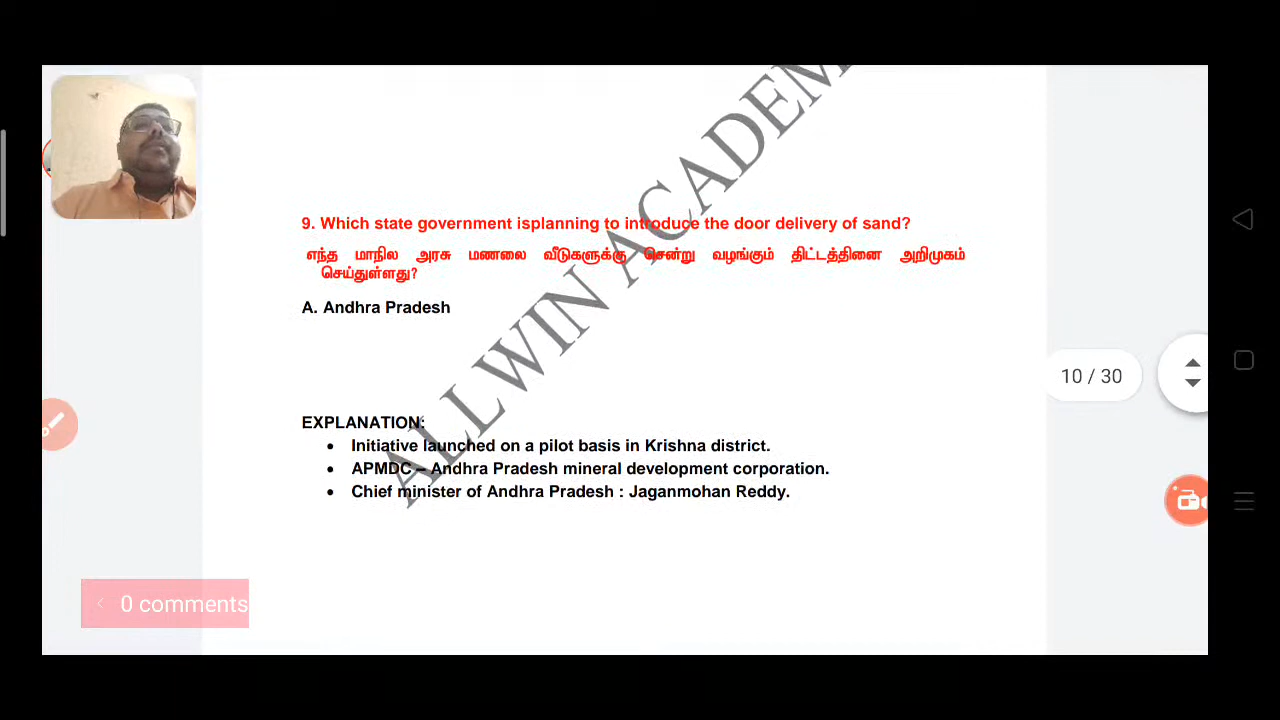 ALLWIN ACADEM
9. Which state government isplanning to introduce the door delivery of sand?
எந்த மாநில அரசு மணலை வீடுகளுக்கு சென்று வழங்கும் திட்டத்தினை அறிமுகம்
செய்துள்ளது?
A. Andhra Pradesh
10 / 30
EXPLANATION:
• Initiative launched on a pilot basis in Krishna district.
• APMDC – Andhra Pradesh mineral development corporation.
• Chief minister of Andhra Pradesh : Jaganmohan Reddy.
0 comments